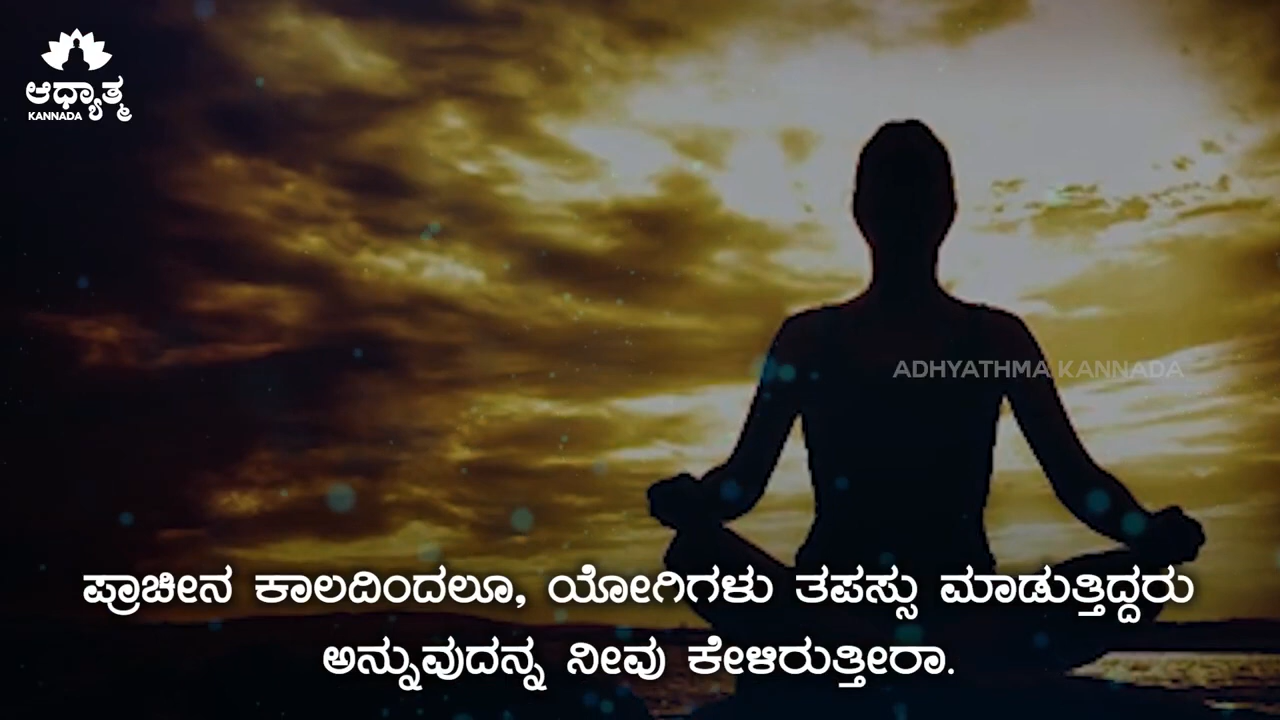 ಆಧ್ಯಾತ್ಮ
KANNADA
ADHYATHMA KANNADA
ಪ್ರಾಚೀನ ಕಾಲದಿಂದಲೂ, ಯೋಗಿಗಳು ತಪಸ್ಸು ಮಾಡುತ್ತಿದ್ದರು
ಅನ್ನುವುದನ್ನ ನೀವು ಕೇಳಿರುತ್ತೀರಾ.